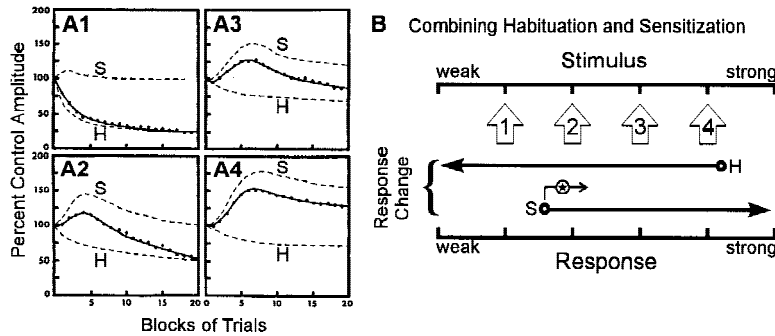 200
150
100
50
0
A1
S
H
A3
S
H
200
150
100
50
0
A2
S
H
A4
S
H
5 10 15 20
5 10 15 20
Percent Control Amplitude
Blocks of Trials
B Combining Habituation and Sensitization
Stimulus
weak strong
1 2 3 4
Response
Change
H
S
weak strong
Response